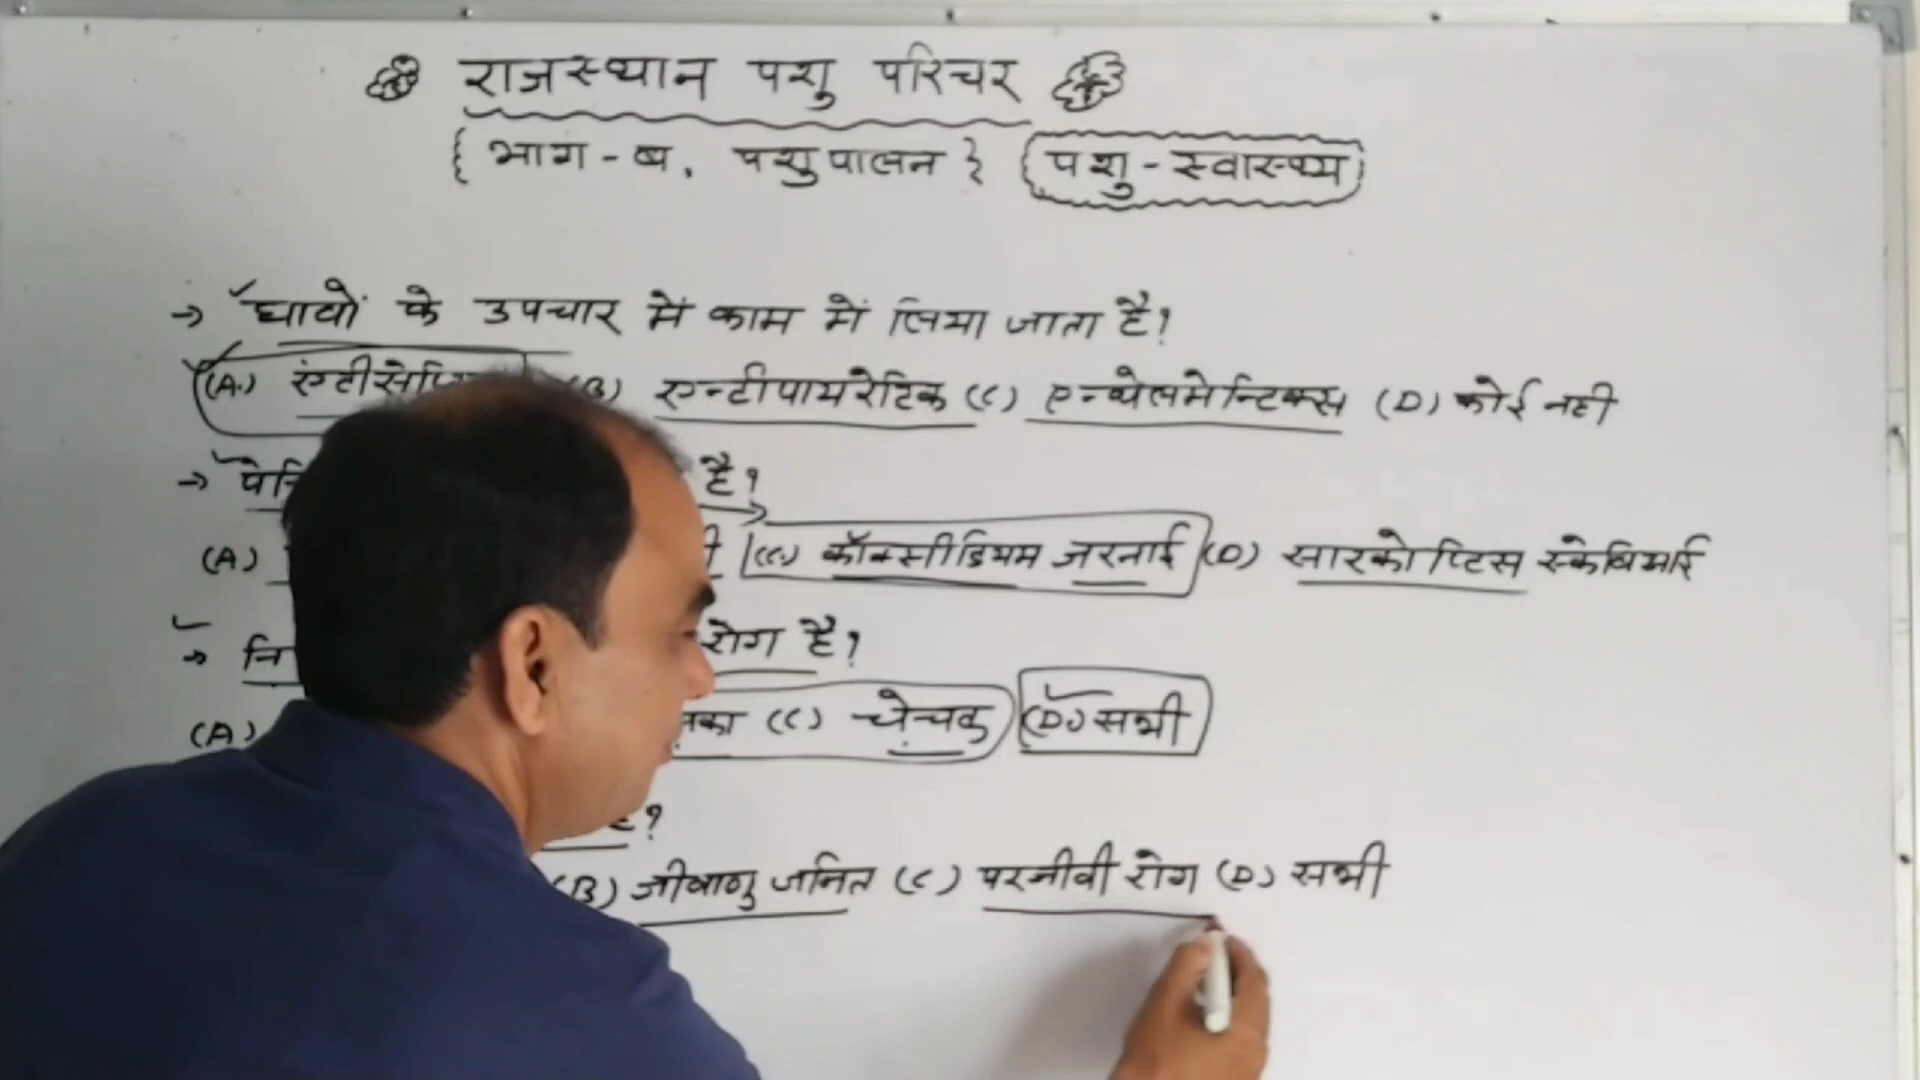 राजस्थान पशु परिचर
{ भाग - ब, पशुपालन } पशु - स्वास्थ्य
→ घावों के उपचार में काम में लिया जाता है?
(A) (B) एन्टीपायरेटिक (C) एन्थेलमेन्टिक्स (D) कोई नही
→ है?
(A) (C) कॉक्सीडियम जरनाई (D) सारकोप्टिस स्केबिआई
→ रोग है?
(A) (C) चेचक (D) सभी
है?
(B) जीवाणु जनित (C) परजीवी रोग (D) सभी